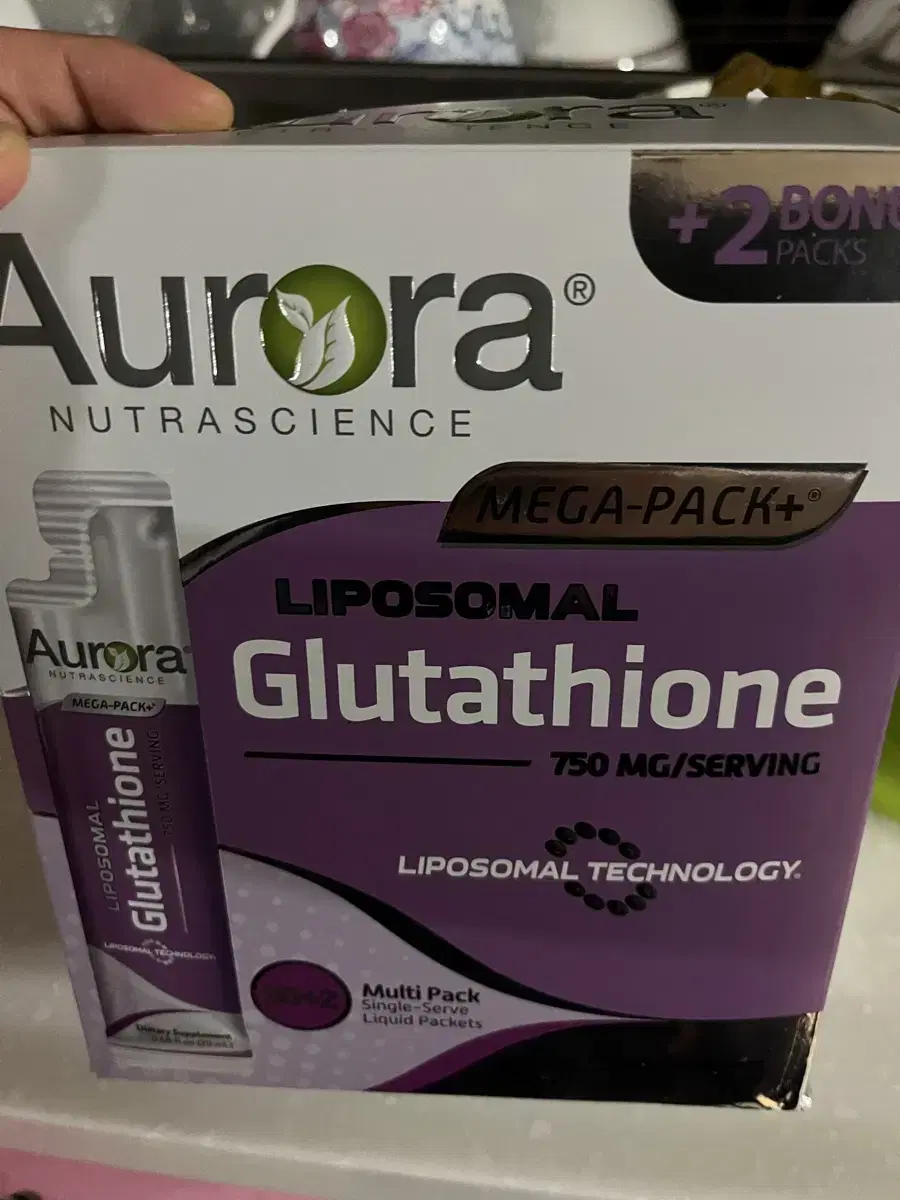 Aurora
+2 BONU
PACKS
Aurora®
NUTRASCIENCE
MEGA-PACK+®
LIPOSOMAL
Glutathione
750 MG/SERVING
LIPOSOMAL TECHNOLOGY®
Multi Pack
Single-Serve
Liquid Packets
Aurora
NUTRASCIENCE
MEGA-PACK+
LIPOSOMAL
Glutathione
750 MG/SERVING
LIPOSOMAL TECHNOLOGY
Dietary Supplement